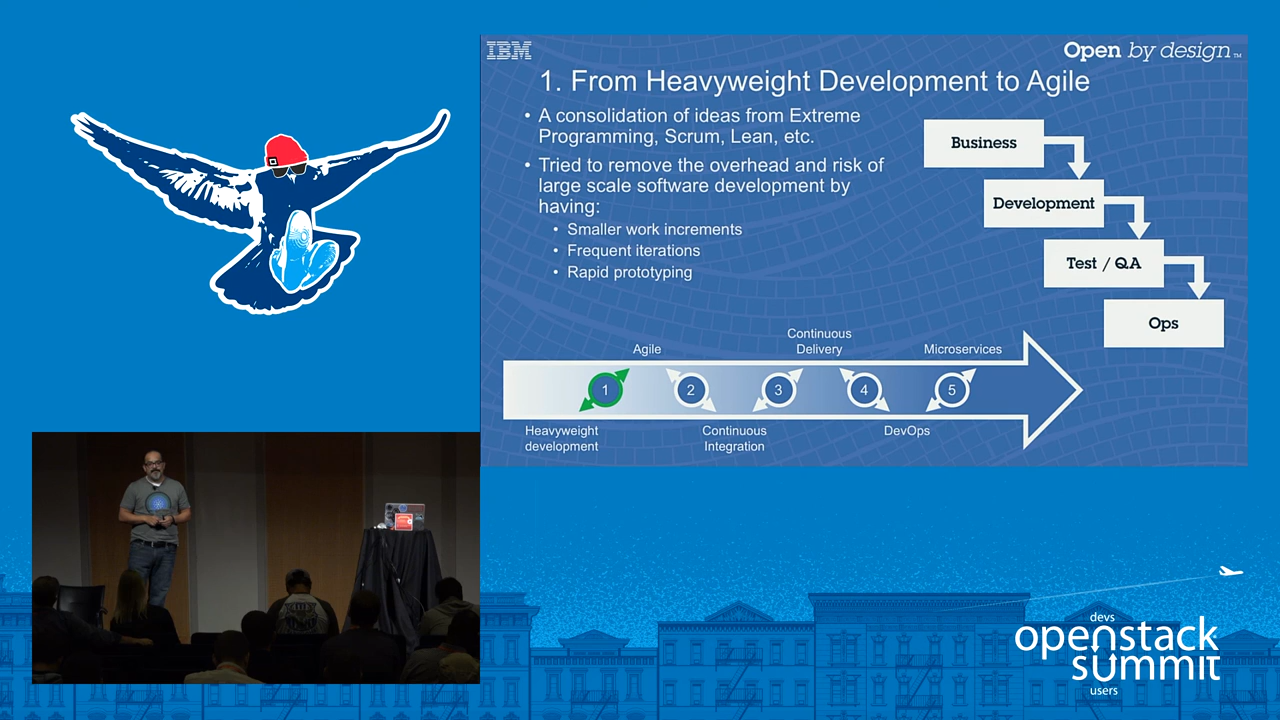 IBM
Open by design™
1. From Heavyweight Development to Agile
• A consolidation of ideas from Extreme
Programming, Scrum, Lean, etc.
• Tried to remove the overhead and risk of
large scale software development by
having:
• Smaller work increments
• Frequent iterations
• Rapid prototyping
Business
Development
Test / QA
Ops
Agile
Continuous
Delivery
Microservices
1
2
3
4
5
Heavyweight
development
Continuous
Integration
DevOps
devs
openstack
summit
users